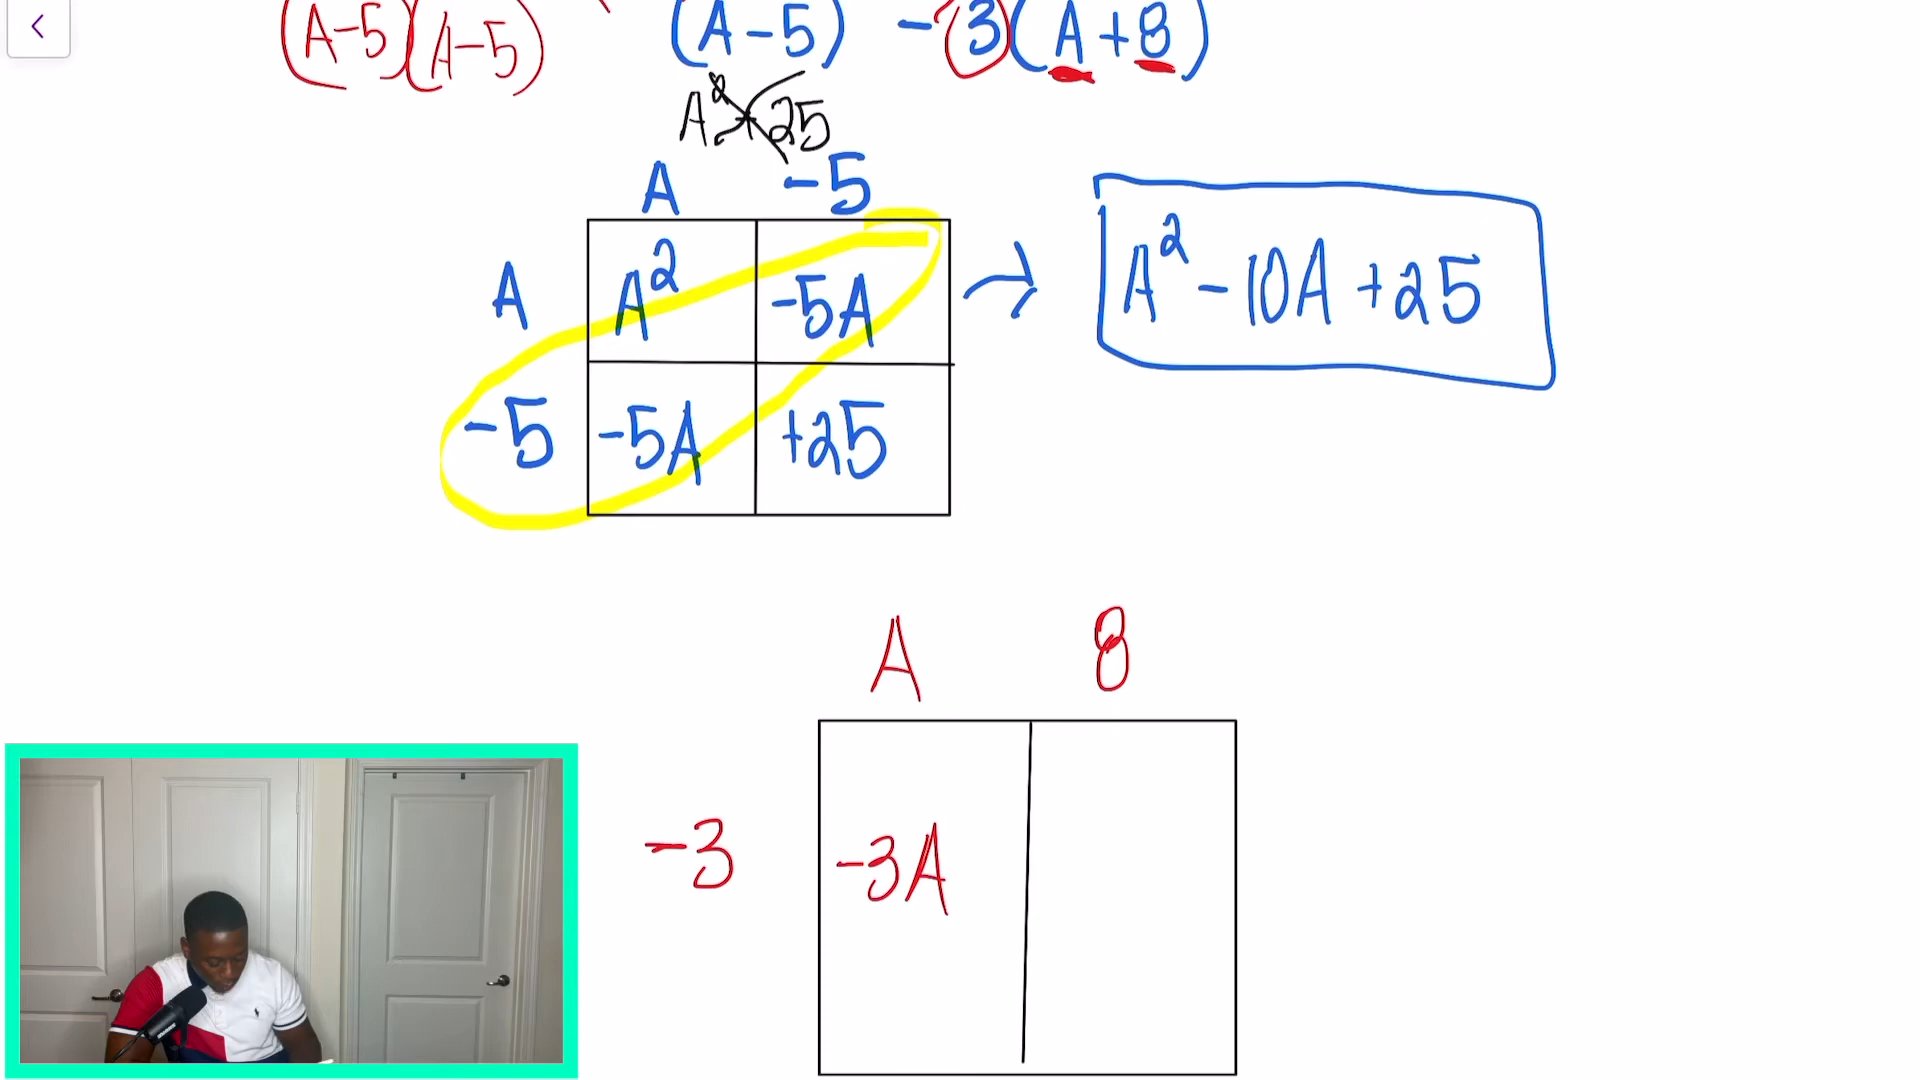 (A-5)(A-5) (A-5) -3(A+8)
A² + 25
A -5
A A² -5A
-5 -5A +25
A² - 10A + 25
A 8
-3 -3A